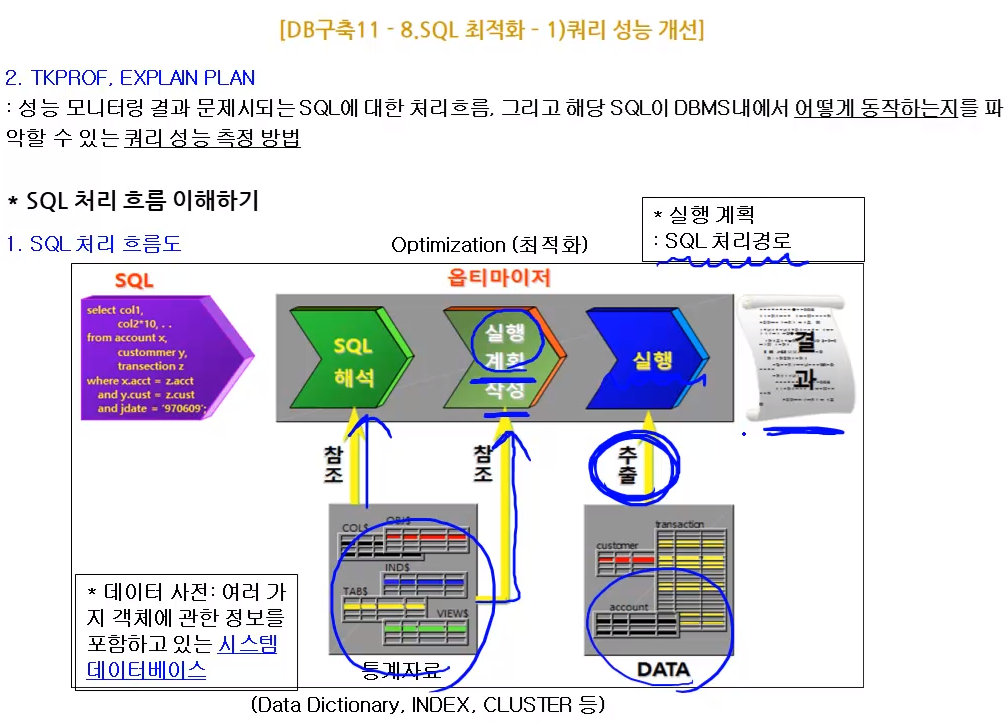 [DB구축11 - 8.SQL 최적화 - 1)쿼리 성능 개선]
2. TKPROF, EXPLAIN PLAN
: 성능 모니터링 결과 문제시되는 SQL에 대한 처리흐름, 그리고 해당 SQL이 DBMS내에서 어떻게 동작하는지를 파
악할 수 있는 쿼리 성능 측정 방법
* SQL 처리 흐름 이해하기
* 실행 계획
: SQL 처리경로
1. SQL 처리 흐름도
Optimization (최적화)
SQL
옵티마이저
select col1,
col2*10, . .
from account x,
custommer y,
transection z
where x.acct = z.acct
and y.cust = z.cust
and jdate = '970609';
SQL
해석
실행
계획
작성
실행
결
과
참
조
참
조
추
출
COL$
OBJ$
IND$
TAB$
VIEW$
통계자료
transaction
customer
account
DATA
* 데이터 사전: 여러 가
지 객체에 관한 정보를
포함하고 있는 시스템
데이터베이스
(Data Dictionary, INDEX, CLUSTER 등)